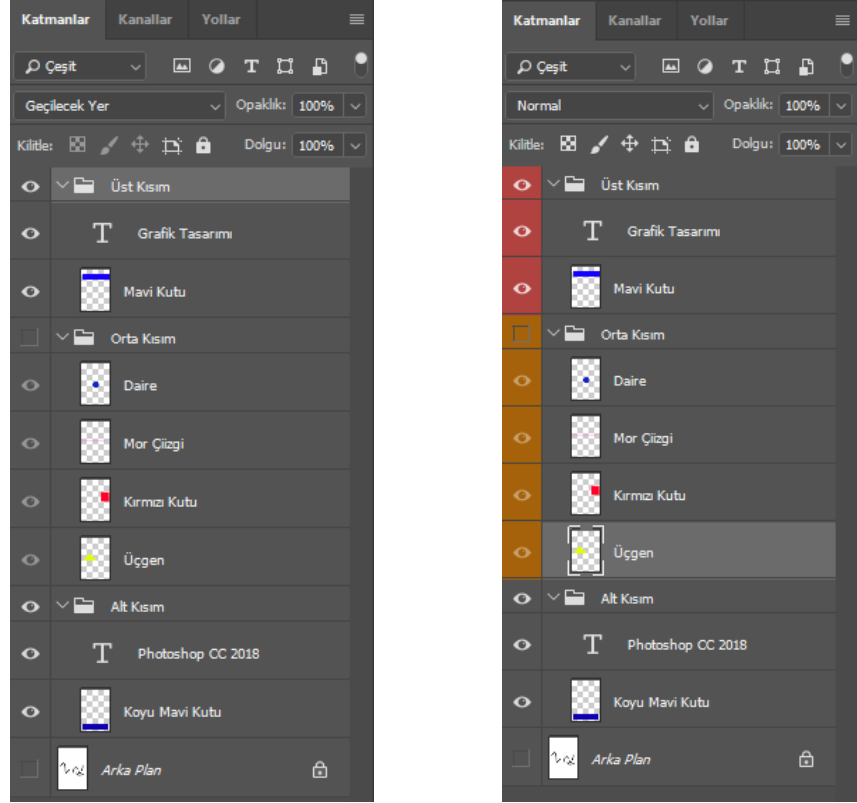 Katmanlar Kanallar Yollar
Çeşit
Geçilecek Yer Opaklık: 100%
Kilitle: Dolgu: 100%
Üst Kısım
T Grafik Tasarımı
Mavi Kutu
Orta Kısım
Daire
Mor Çiizgi
Kırmızı Kutu
Üçgen
Alt Kısım
T Photoshop CC 2018
Koyu Mavi Kutu
Arka Plan
Katmanlar Kanallar Yollar
Çeşit
Normal Opaklık: 100%
Kilitle: Dolgu: 100%
Üst Kısım
T Grafik Tasarımı
Mavi Kutu
Orta Kısım
Daire
Mor Çiizgi
Kırmızı Kutu
Üçgen
Alt Kısım
T Photoshop CC 2018
Koyu Mavi Kutu
Arka Plan